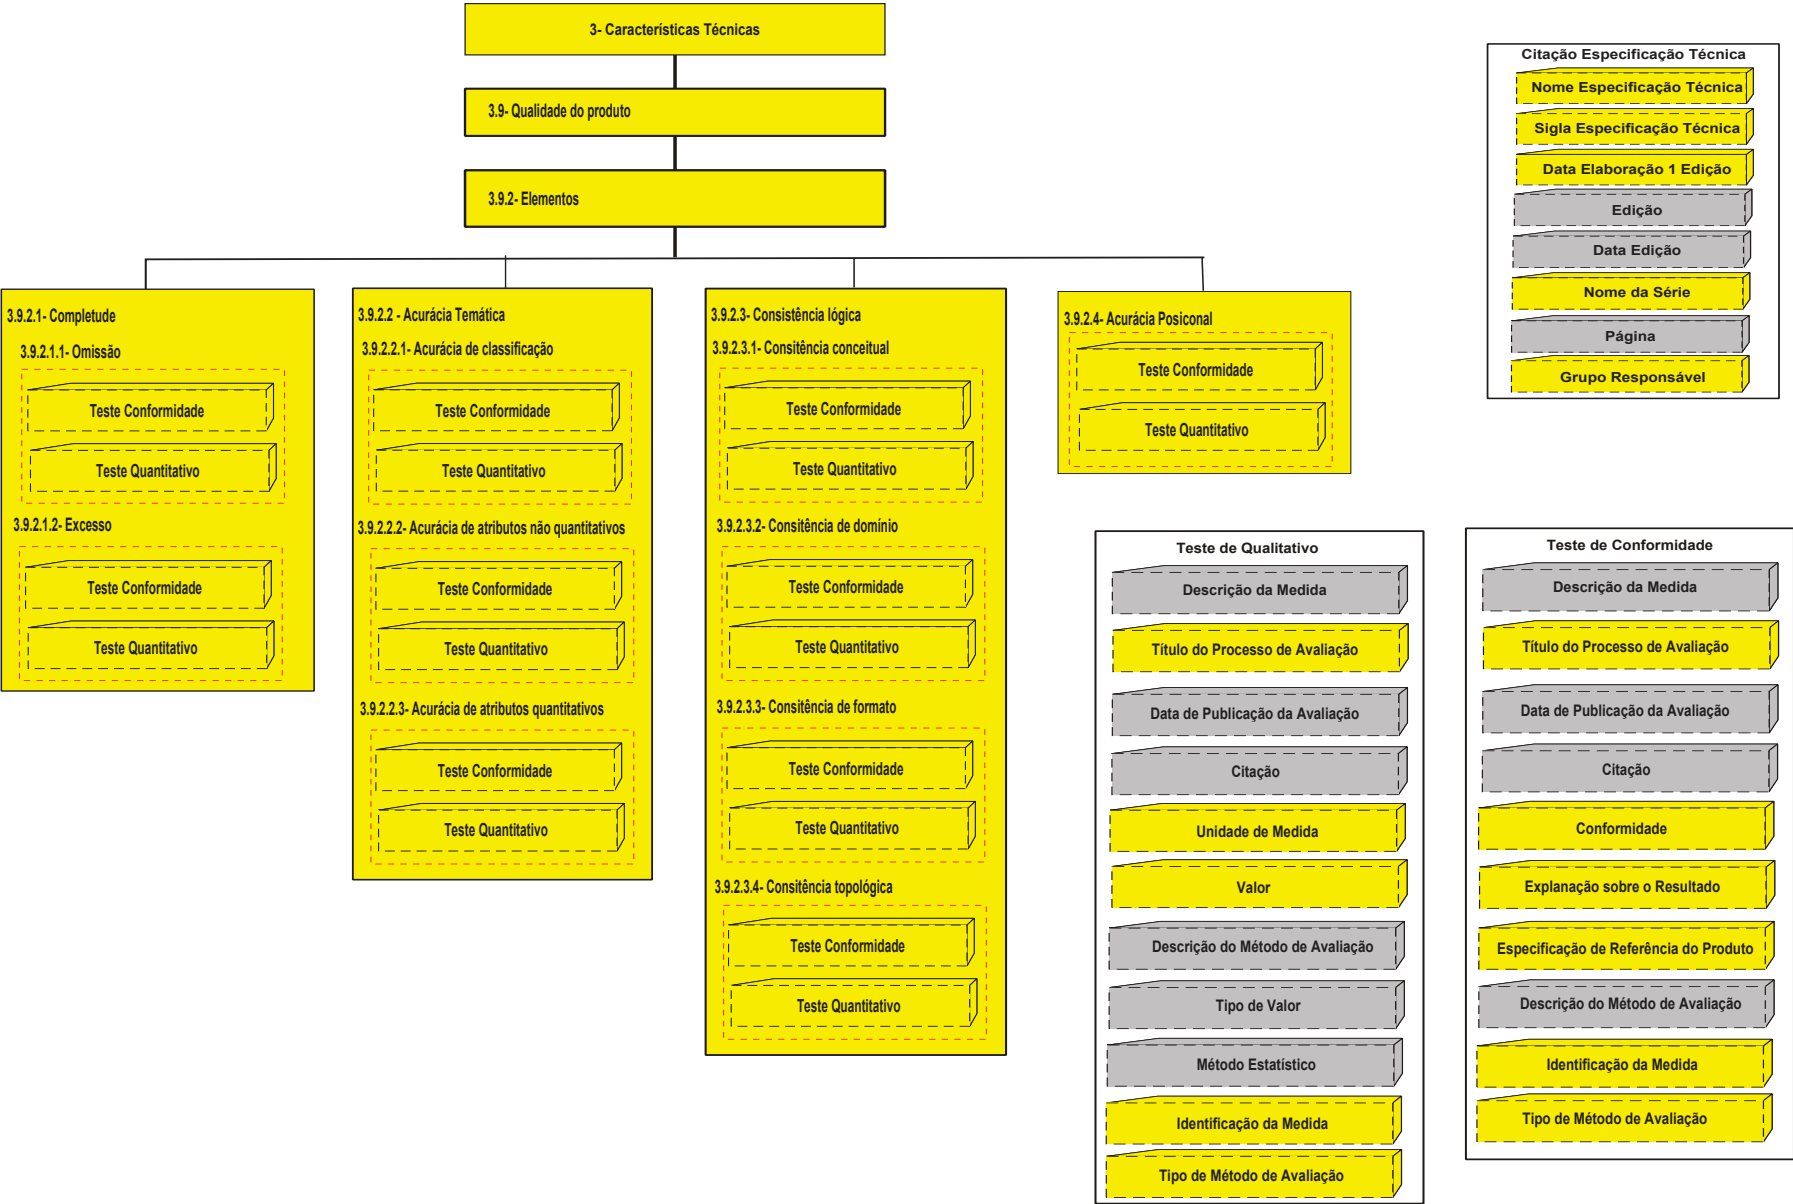 3- Características Técnicas
3.9- Qualidade do produto
3.9.2- Elementos
3.9.2.1- Completude
3.9.2.1.1- Omissão
Teste Conformidade
Teste Quantitativo
3.9.2.1.2- Excesso
Teste Conformidade
Teste Quantitativo
3.9.2.2 - Acurácia Temática
3.9.2.2.1- Acurácia de classificação
Teste Conformidade
Teste Quantitativo
3.9.2.2.2- Acurácia de atributos não quantitativos
Teste Conformidade
Teste Quantitativo
3.9.2.2.3- Acurácia de atributos quantitativos
Teste Conformidade
Teste Quantitativo
3.9.2.3- Consistência lógica
3.9.2.3.1- Consitência conceitual
Teste Conformidade
Teste Quantitativo
3.9.2.3.2- Consitência de domínio
Teste Conformidade
Teste Quantitativo
3.9.2.3.3- Consitência de formato
Teste Conformidade
Teste Quantitativo
3.9.2.3.4- Consitência topológica
Teste Conformidade
Teste Quantitativo
3.9.2.4- Acurácia Posiconal
Teste Conformidade
Teste Quantitativo
Citação Especificação Técnica
Nome Especificação Técnica
Sigla Especificação Técnica
Data Elaboração 1 Edição
Edição
Data Edição
Nome da Série
Página
Grupo Responsável
Teste de Qualitativo
Descrição da Medida
Título do Processo de Avaliação
Data de Publicação da Avaliação
Citação
Unidade de Medida
Valor
Descrição do Método de Avaliação
Tipo de Valor
Método Estatístico
Identificação da Medida
Tipo de Método de Avaliação
Teste de Conformidade
Descrição da Medida
Título do Processo de Avaliação
Data de Publicação da Avaliação
Citação
Conformidade
Explanação sobre o Resultado
Especificação de Referência do Produto
Descrição do Método de Avaliação
Identificação da Medida
Tipo de Método de Avaliação